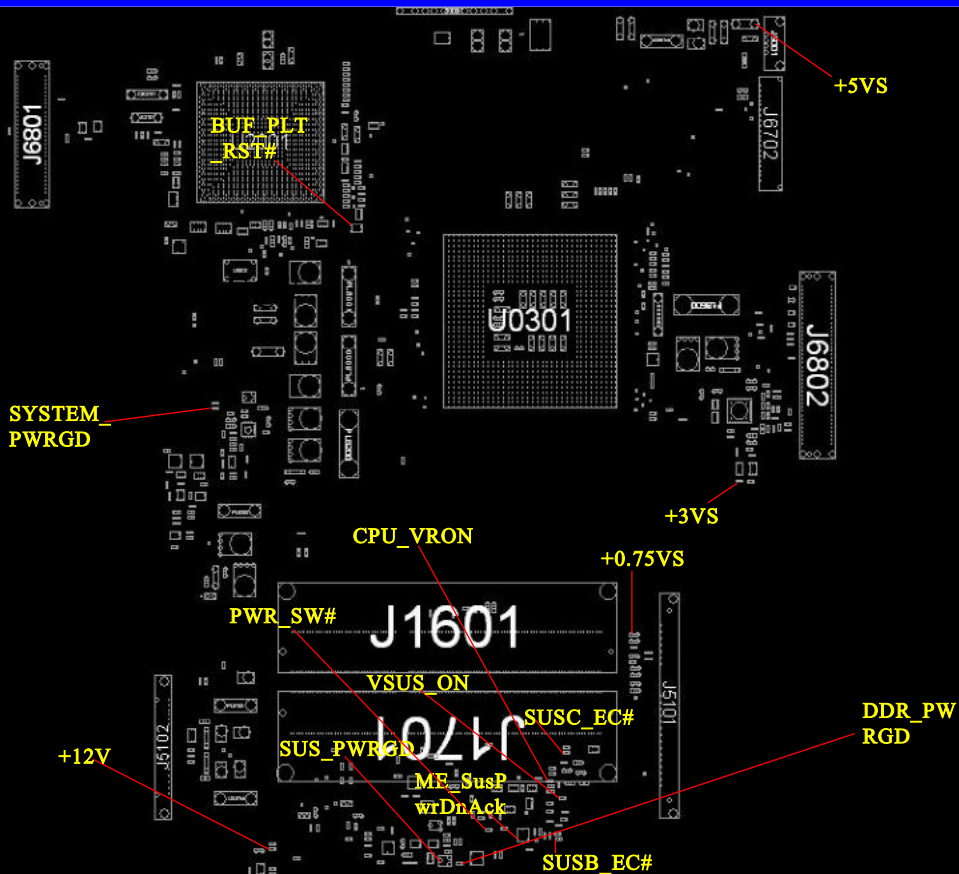 +5VS
J6801
J6702
BUF_PLT
_RST#
U0301
J6802
SYSTEM_
PWRGD
+3VS
CPU_VRON
+0.75VS
PWR_SW#
J1601
VSUS_ON
J5101
SUSC_EC#
DDR_PW
RGD
J1701
SUS_PWRGD
J5102
+12V
ME_SusP
wrDnAck
SUSB_EC#